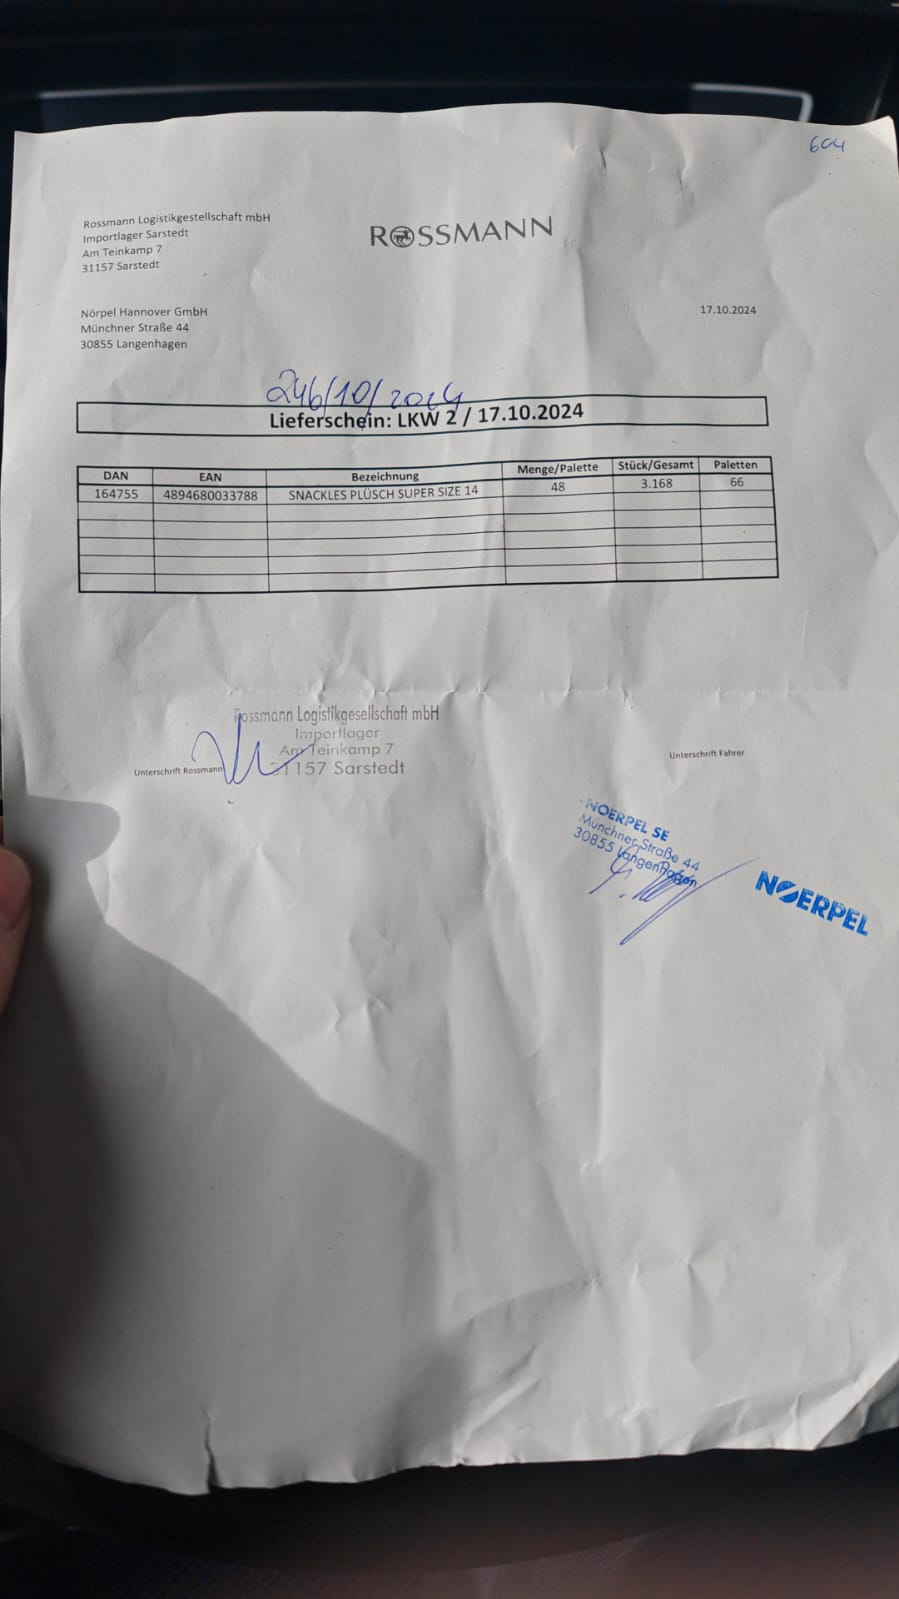 604
Rossmann Logistikgestellschaft mbH
Importlager Sarstedt
Am Teinkamp 7
31157 Sarstedt
ROSSMANN
Nörpel Hannover GmbH
Münchner Straße 44
30855 Langenhagen
17.10.2024
246/10/2024
Lieferschein: LKW 2 / 17.10.2024
DAN EAN Bezeichnung Menge/Palette Stück/Gesamt Paletten
164755 4894680033788 SNACKLES PLÜSCH SUPER SIZE 14 48 3.168 66
Rossmann Logistikgesellschaft mbH
Importlager
Am Teinkamp 7
31157 Sarstedt
Unterschrift Rossmann
Unterschrift Fahrer
NOERPEL SE
Münchner Straße 44
30855 Langenhagen
NOERPEL